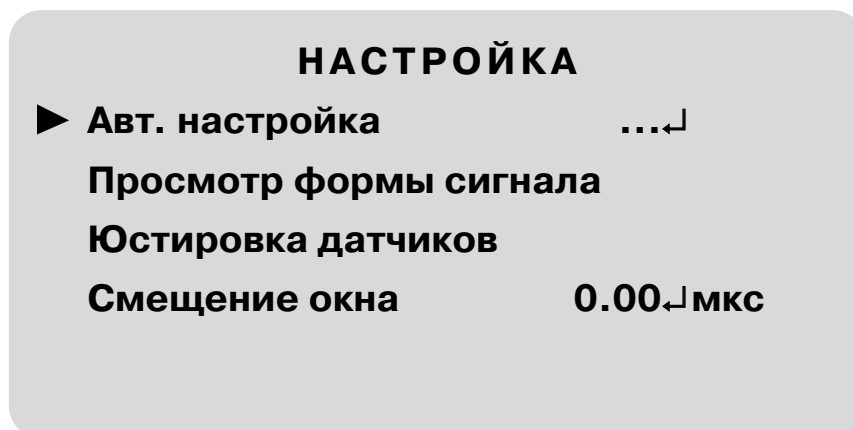 НАСТРОЙКА
Авт. настройка ...↵
Просмотр формы сигнала
Юстировка датчиков
Смещение окна 0.00↵мкс